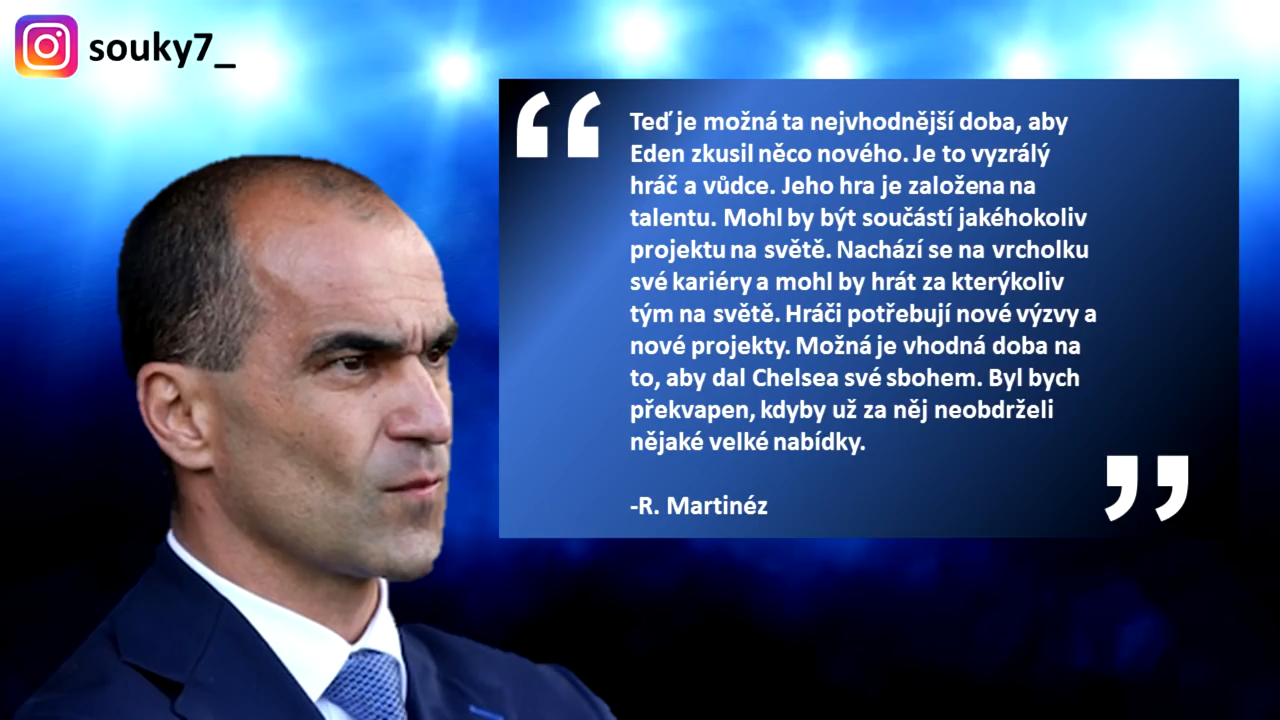 souky7_
“
Teď je možná ta nejvhodnější doba, aby
Eden zkusil něco nového. Je to vyzrálý
hráč a vůdce. Jeho hra je založena na
talentu. Mohl by být součástí jakéhokoliv
projektu na světě. Nachází se na vrcholku
své kariéry a mohl by hrát za kterýkoliv
tým na světě. Hráči potřebují nové výzvy a
nové projekty. Možná je vhodná doba na
to, aby dal Chelsea své sbohem. Byl bych
překvapen, kdyby už za něj neobdrželi
nějaké velké nabídky.
”
-R. Martinéz